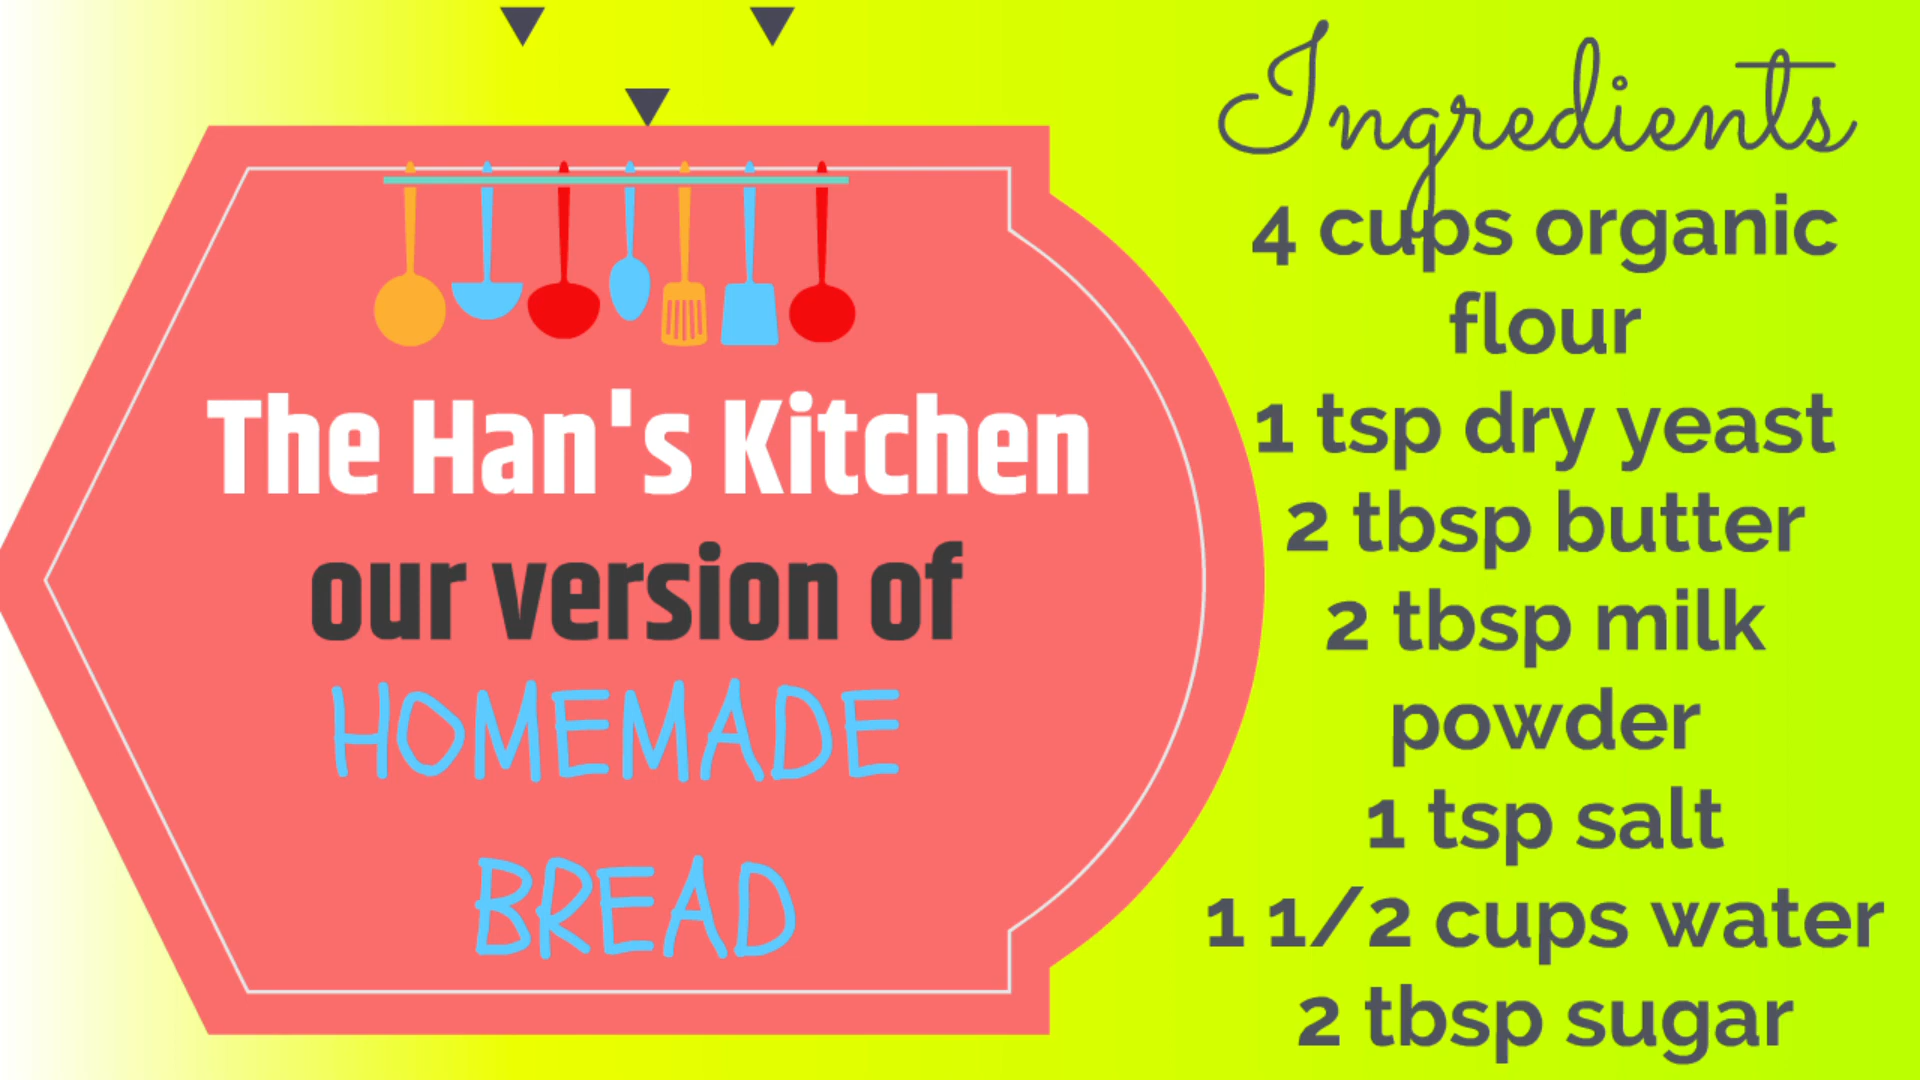 The Han's Kitchen
our version of
HOMEMADE
BREAD
Ingredients
4 cups organic
flour
1 tsp dry yeast
2 tbsp butter
2 tbsp milk
powder
1 tsp salt
1 1/2 cups water
2 tbsp sugar